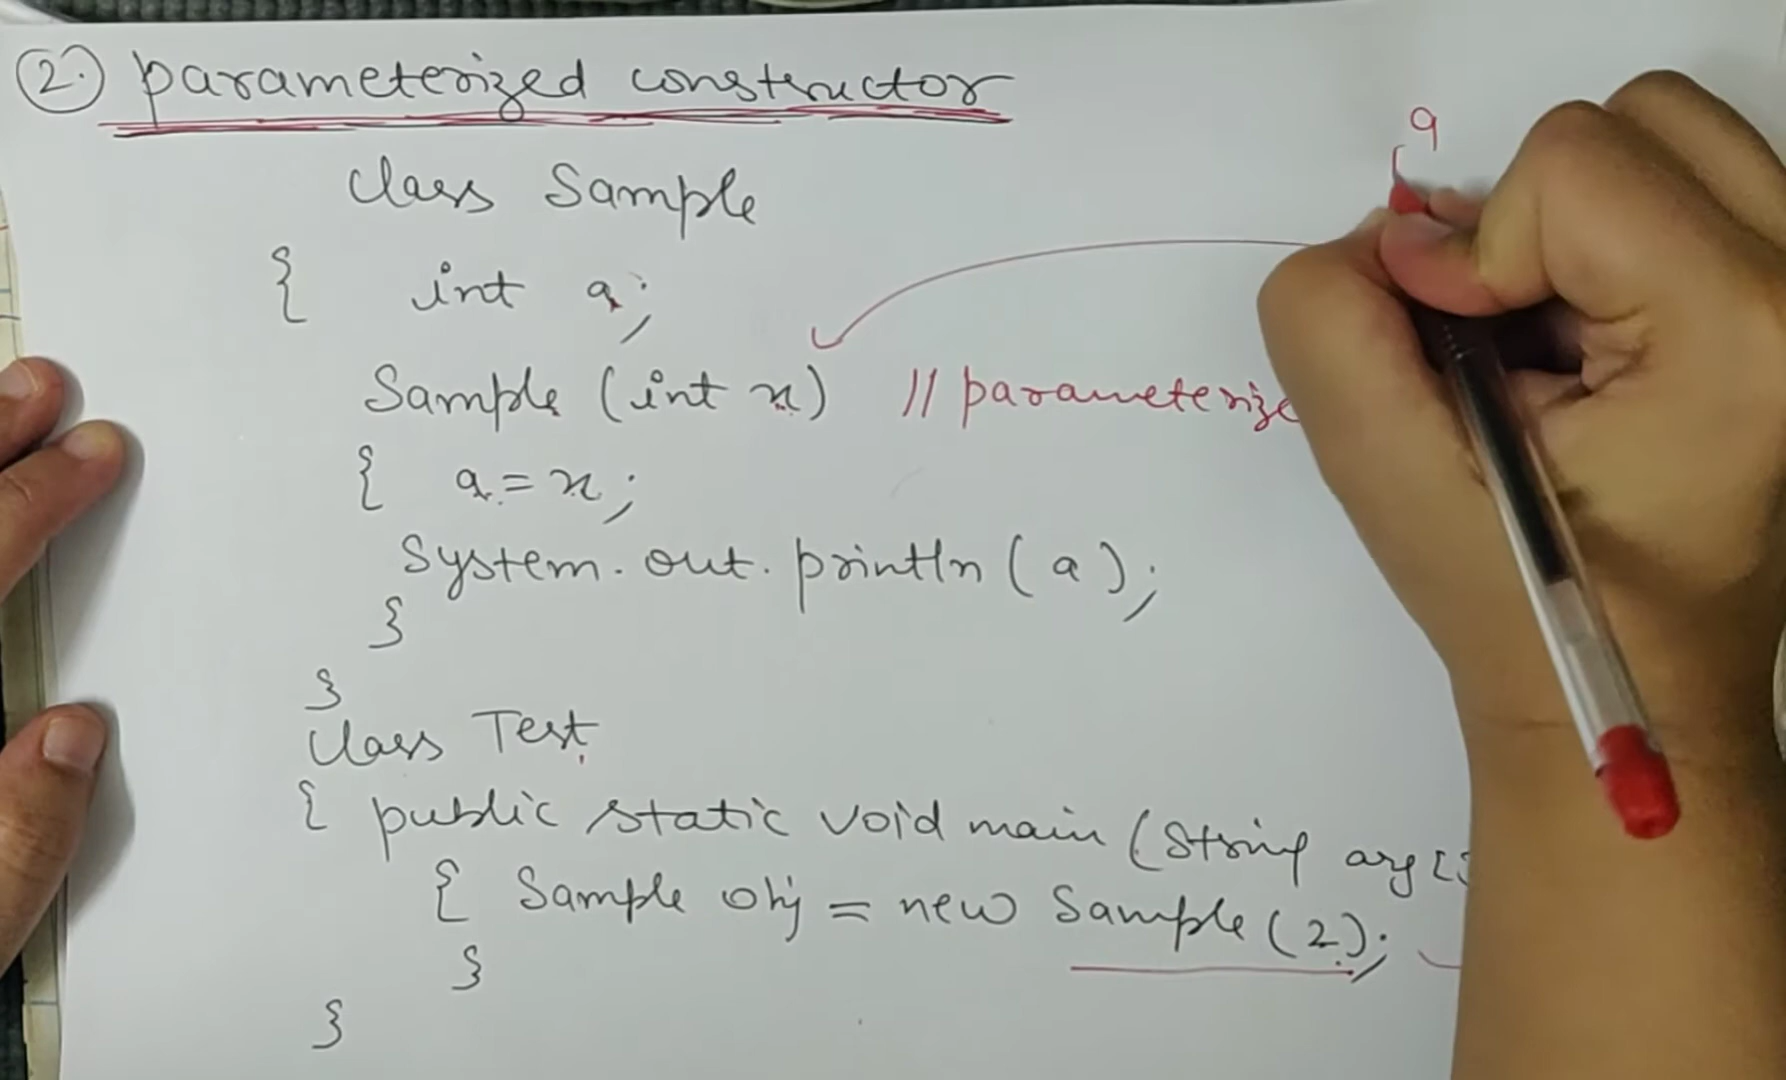 2. parameterized constructor
a
class Sample
{ int a;
Sample (int x) // parameterize
{ a = x;
System.out.println(a);
}
}
class Test
{ public static void main (String arg []
{ Sample obj = new Sample(2);
}
}